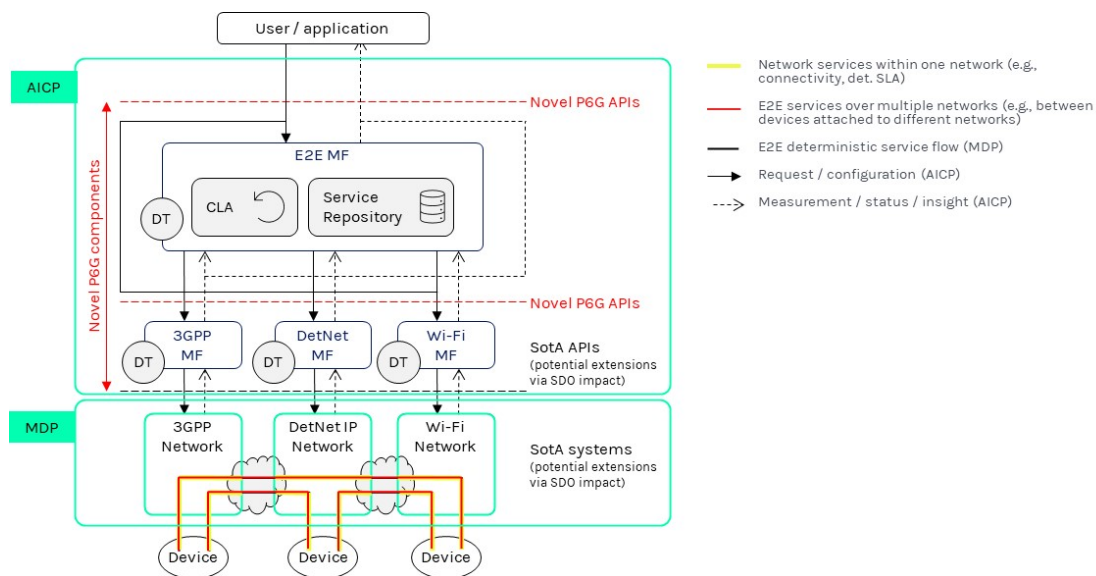 User / application
AICP
Novel P6G APIs
Novel P6G components
E2E MF
DT
CLA
Service
Repository
Novel P6G APIs
3GPP
MF
DT
DetNet
MF
DT
Wi-Fi
MF
DT
SotA APIs
(potential extensions
via SDO impact)
MDP
3GPP
Network
DetNet IP
Network
Wi-Fi
Network
SotA systems
(potential extensions
via SDO impact)
Device
Device
Device
Network services within one network (e.g.,
connectivity, det. SLA)
E2E services over multiple networks (e.g., between
devices attached to different networks)
E2E deterministic service flow (MDP)
Request / configuration (AICP)
Measurement / status / insight (AICP)